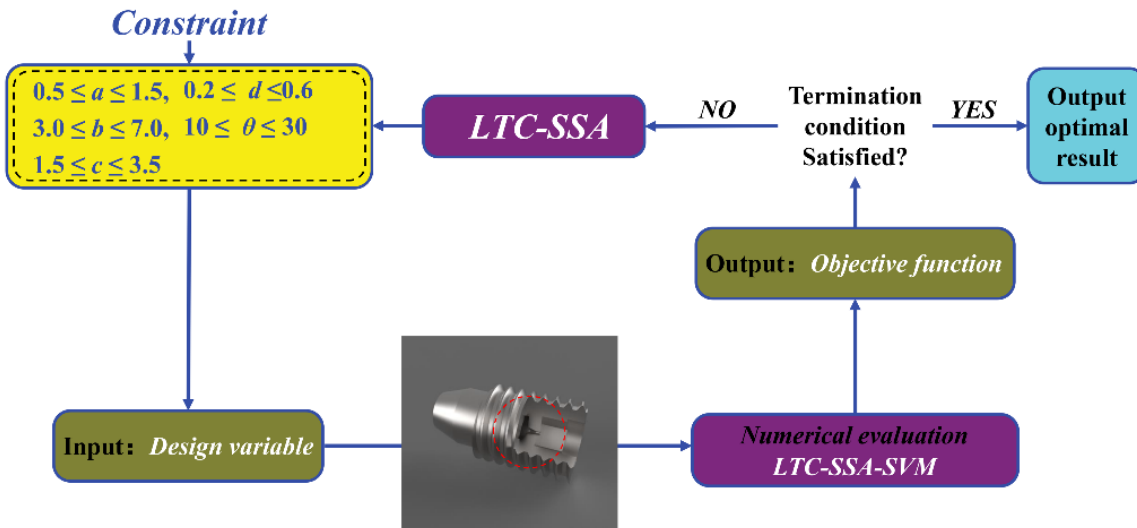 Constraint
0.5 ≤ a ≤ 1.5, 0.2 ≤ d ≤0.6
3.0 ≤ b ≤ 7.0, 10 ≤ θ ≤ 30
1.5 ≤ c ≤ 3.5
LTC-SSA
NO
Termination
condition
Satisfied?
YES
Output
optimal
result
Output：Objective function
Input：Design variable
Numerical evaluation
LTC-SSA-SVM